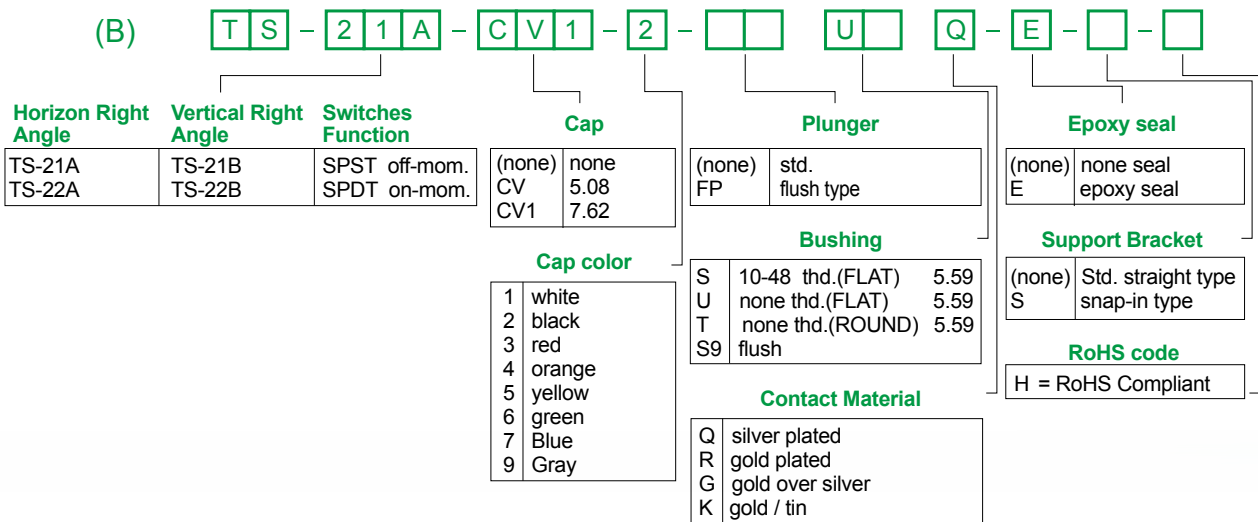 (B) TS - 21A - CV1 - 2 - U Q - E - -
Horizon Right Angle Vertical Right Angle Switches Function
TS-21A TS-21B SPST off-mom.
TS-22A TS-22B SPDT on-mom.
Cap
(none) none
CV 5.08
CV1 7.62
Cap color
1 white
2 black
3 red
4 orange
5 yellow
6 green
7 Blue
9 Gray
Plunger
(none) std.
FP flush type
Bushing
S 10-48 thd.(FLAT) 5.59
U none thd.(FLAT) 5.59
T none thd.(ROUND) 5.59
S9 flush
Contact Material
Q silver plated
R gold plated
G gold over silver
K gold / tin
Epoxy seal
(none) none seal
E epoxy seal
Support Bracket
(none) Std. straight type
S snap-in type
RoHS code
H = RoHS Compliant